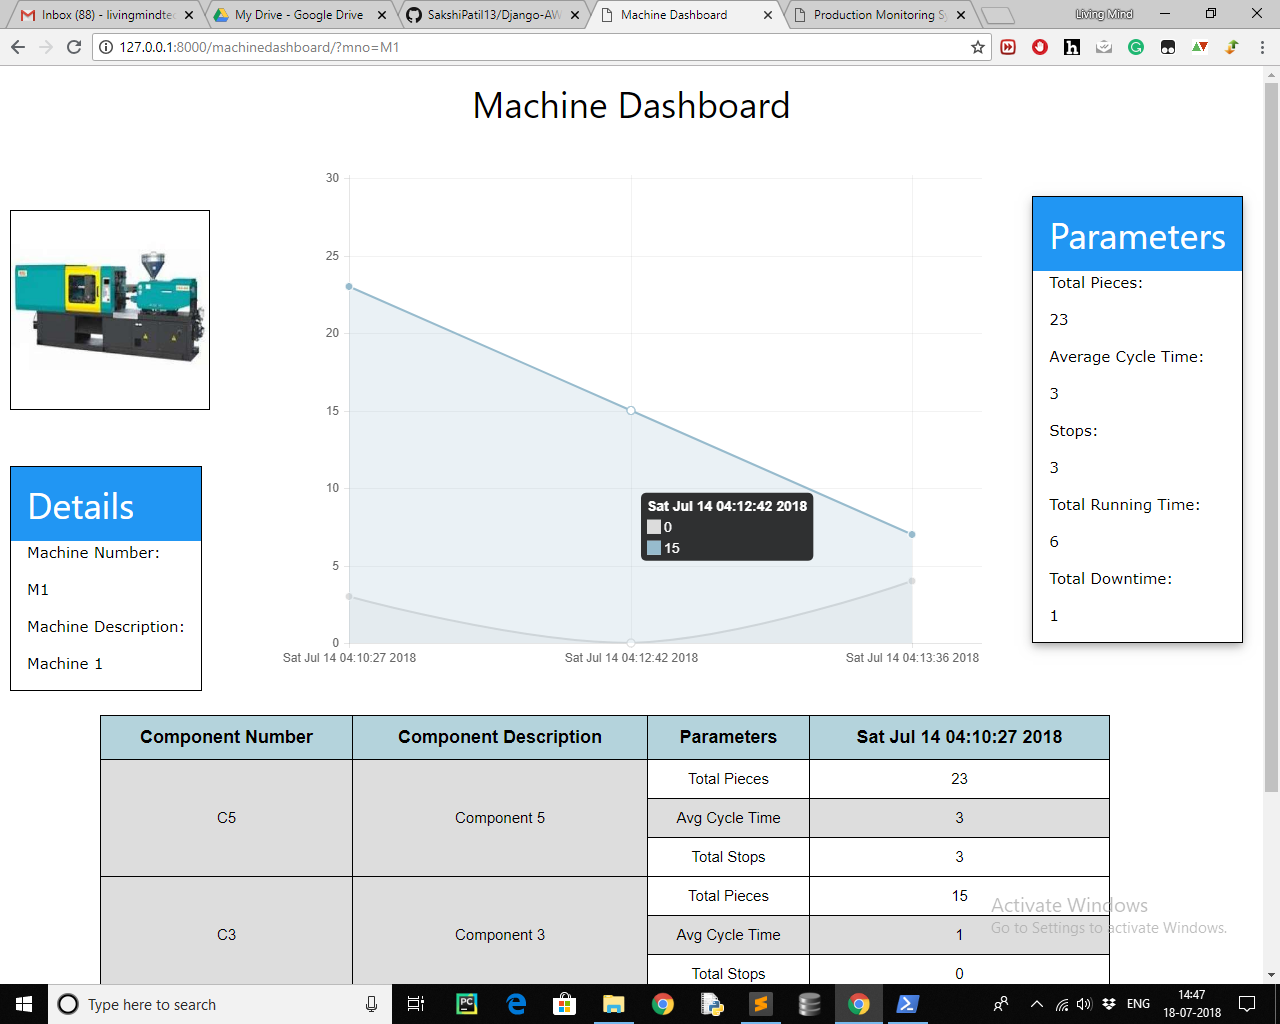 Inbox (88) - livingmindtec
My Drive - Google Drive
SakshiPatil13/Django-AW
Machine Dashboard
Production Monitoring Sy
Living Mind
127.0.0.1:8000/machinedashboard/?mno=M1
Machine Dashboard
30
25
20
15
10
5
0
Sat Jul 14 04:10:27 2018
Sat Jul 14 04:12:42 2018
Sat Jul 14 04:13:36 2018
Sat Jul 14 04:12:42 2018
0
15
Details
Machine Number:
M1
Machine Description:
Machine 1
Parameters
Total Pieces:
23
Average Cycle Time:
3
Stops:
3
Total Running Time:
6
Total Downtime:
1
Component Number Component Description Parameters Sat Jul 14 04:10:27 2018
C5 Component 5
Total Pieces 23
Avg Cycle Time 3
Total Stops 3
C3 Component 3
Total Pieces 15
Avg Cycle Time 1
Total Stops 0
Activate Windows
Go to Settings to activate Windows.
Type here to search
ENG
14:47
18-07-2018